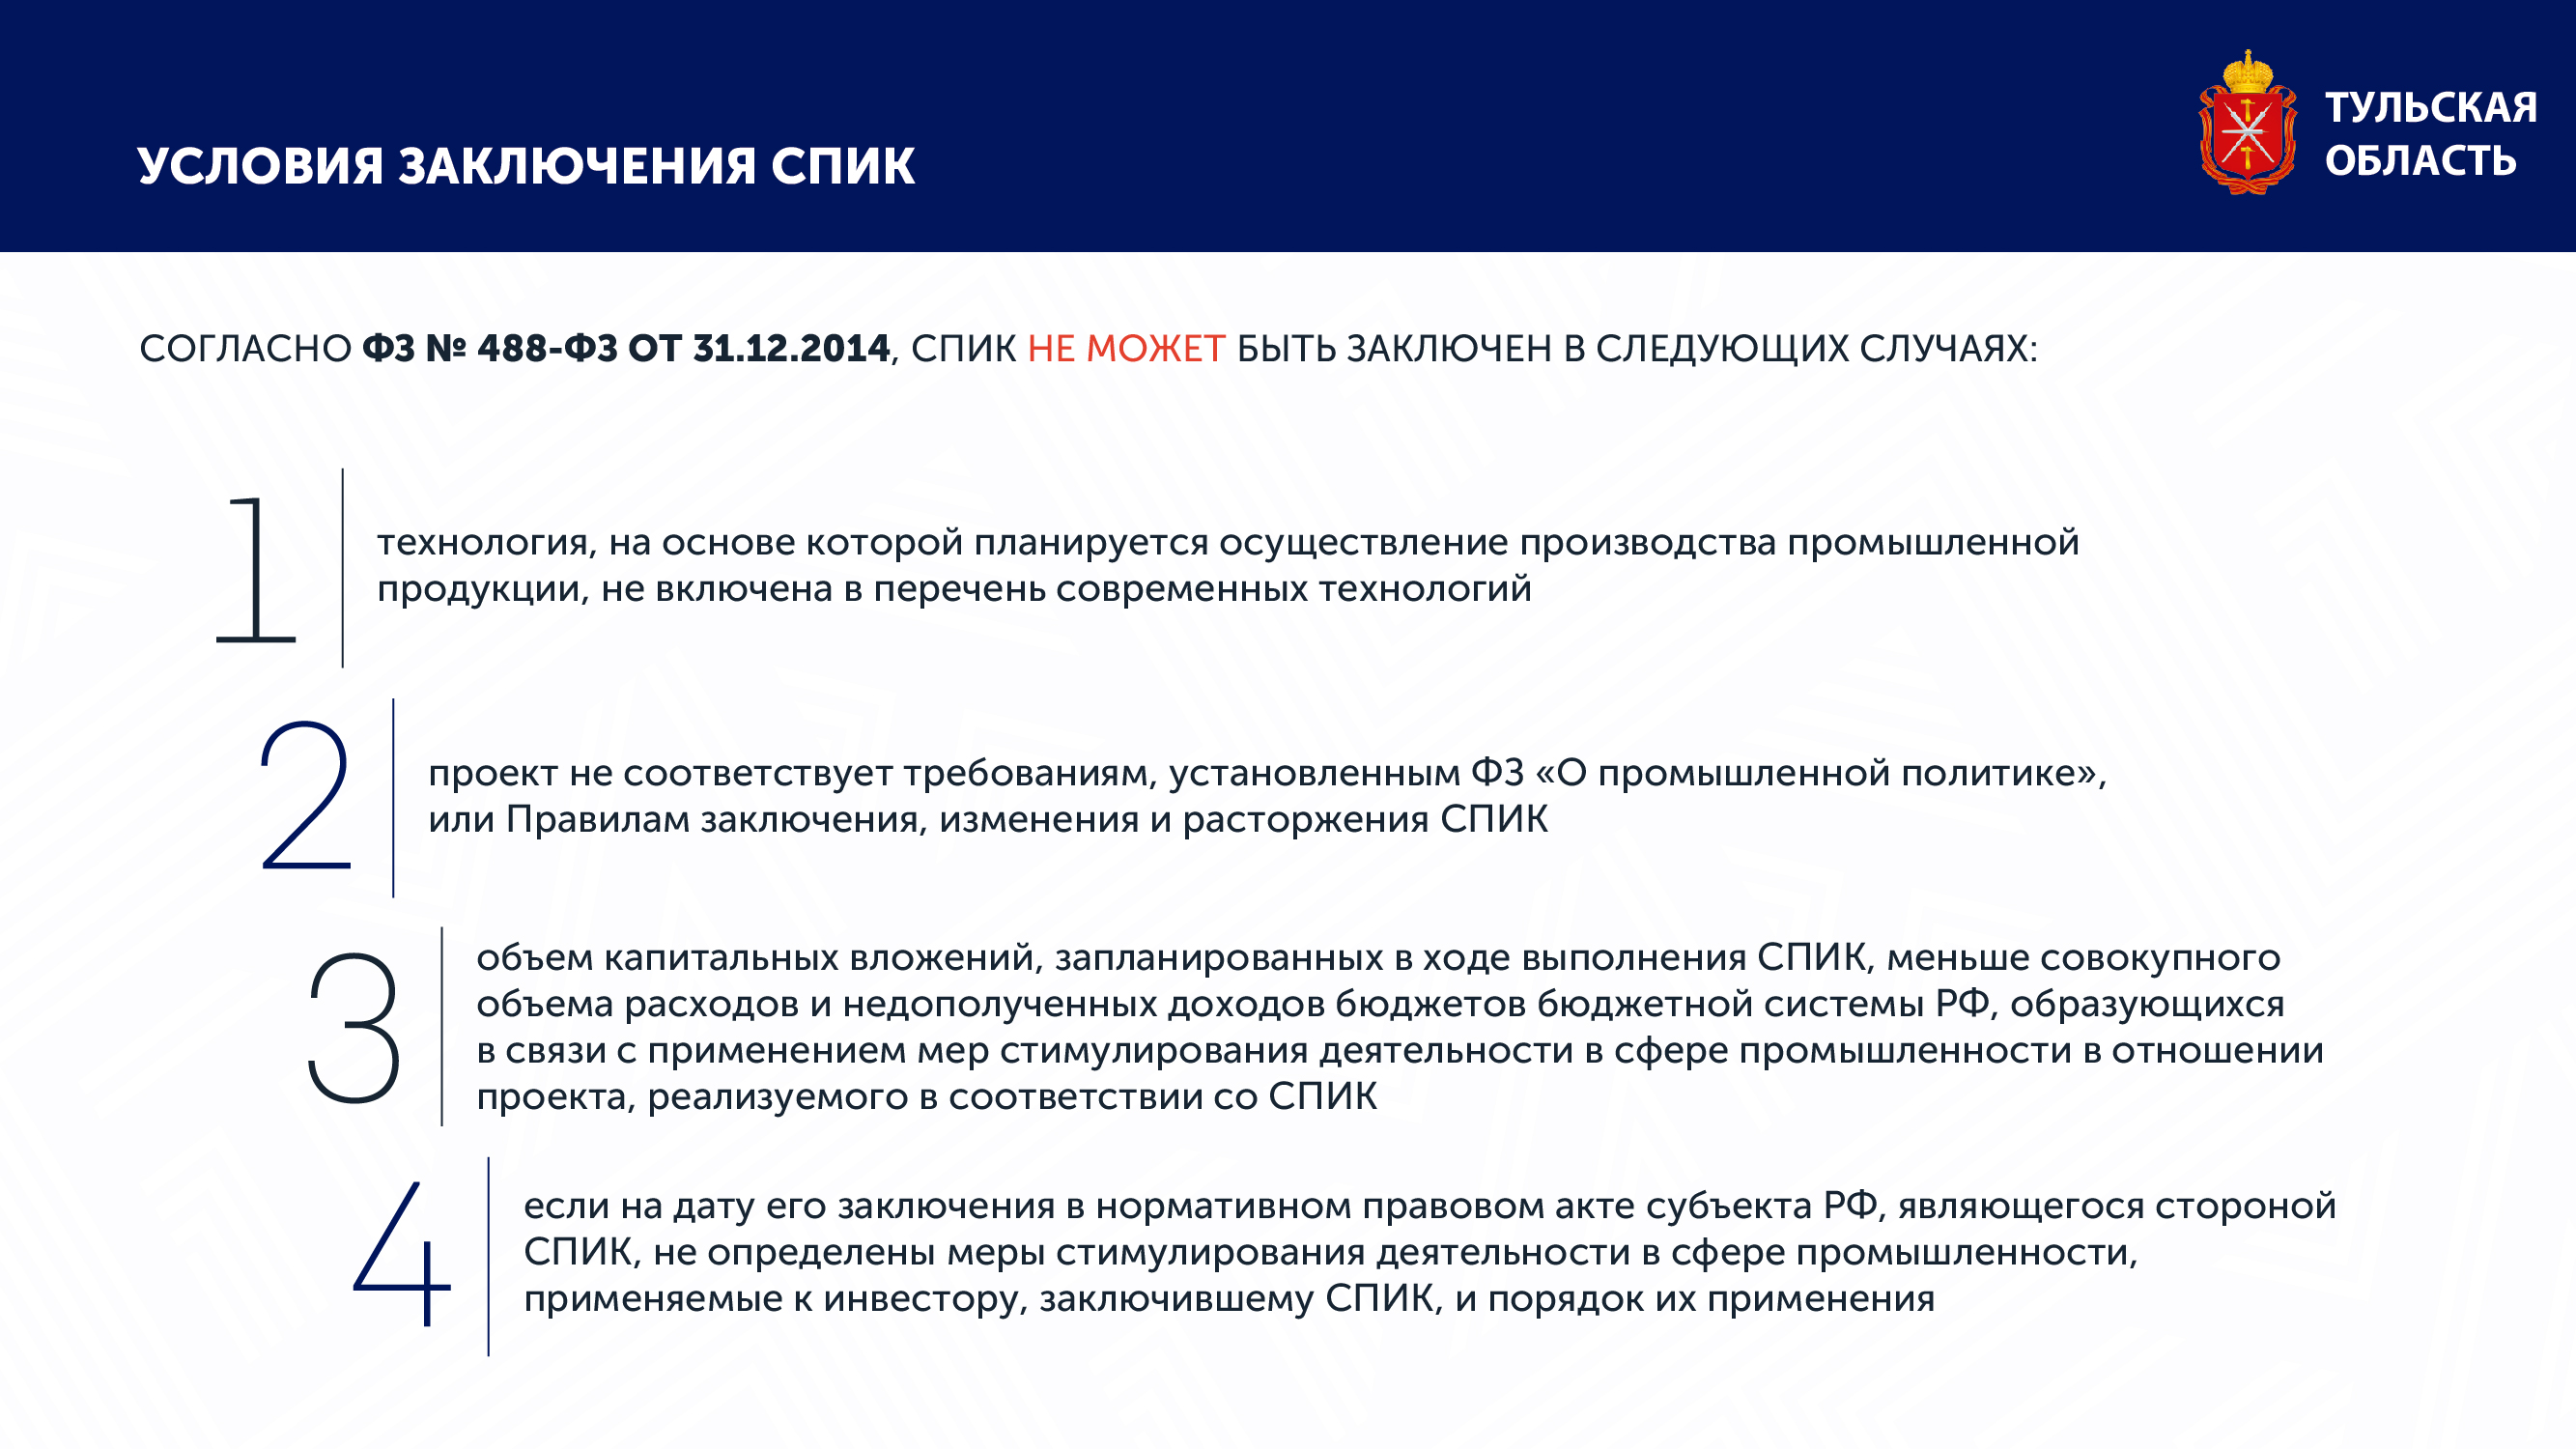 УСЛОВИЯ ЗАКЛЮЧЕНИЯ СПИК
ТУЛЬСКАЯ
ОБЛАСТЬ
СОГЛАСНО ФЗ № 488-ФЗ ОТ 31.12.2014, СПИК НЕ МОЖЕТ БЫТЬ ЗАКЛЮЧЕН В СЛЕДУЮЩИХ СЛУЧАЯХ:
1
технология, на основе которой планируется осуществление производства промышленной
продукции, не включена в перечень современных технологий
2
проект не соответствует требованиям, установленным ФЗ «О промышленной политике»,
или Правилам заключения, изменения и расторжения СПИК
3
объем капитальных вложений, запланированных в ходе выполнения СПИК, меньше совокупного
объема расходов и недополученных доходов бюджетов бюджетной системы РФ, образующихся
в связи с применением мер стимулирования деятельности в сфере промышленности в отношении
проекта, реализуемого в соответствии со СПИК
4
если на дату его заключения в нормативном правовом акте субъекта РФ, являющегося стороной
СПИК, не определены меры стимулирования деятельности в сфере промышленности,
применяемые к инвестору, заключившему СПИК, и порядок их применения